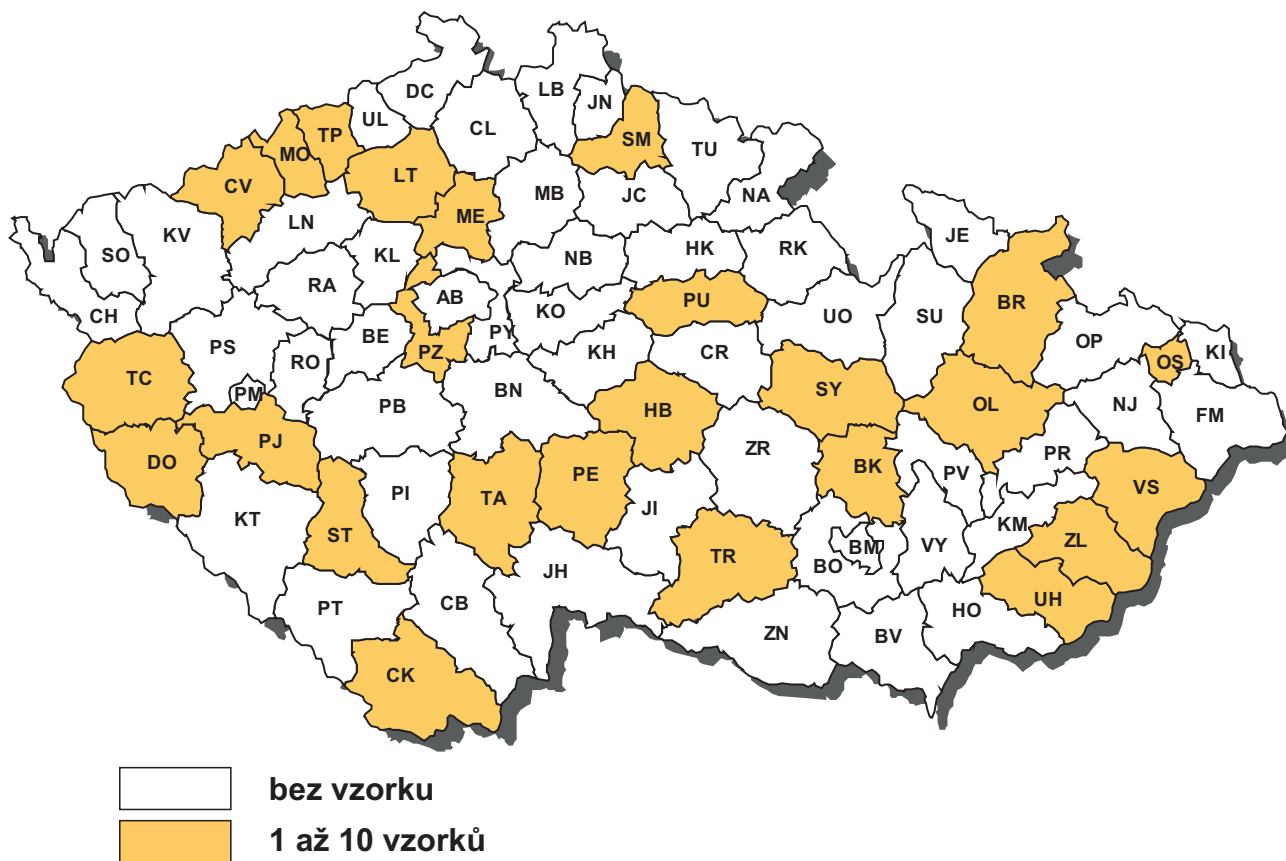 DC
LB
JN
UL
TP
CL
SM
TU
MO
LT
CV
MB
JC
NA
ME
LN
KV
SO
KL
NB
HK
RK
JE
RA
AB
PU
BR
CH
KO
UO
SU
PY
BE
PS
PZ
RO
KH
CR
OP
KI
OS
TC
PM
PB
BN
HB
SY
OL
NJ
FM
PJ
DO
ZR
PR
BK
PV
VS
PI
TA
PE
KT
JI
ST
KM
ZL
TR
BM
VY
BO
JH
UH
PT
CB
HO
ZN
BV
CK
bez vzorku
1 až 10 vzorků